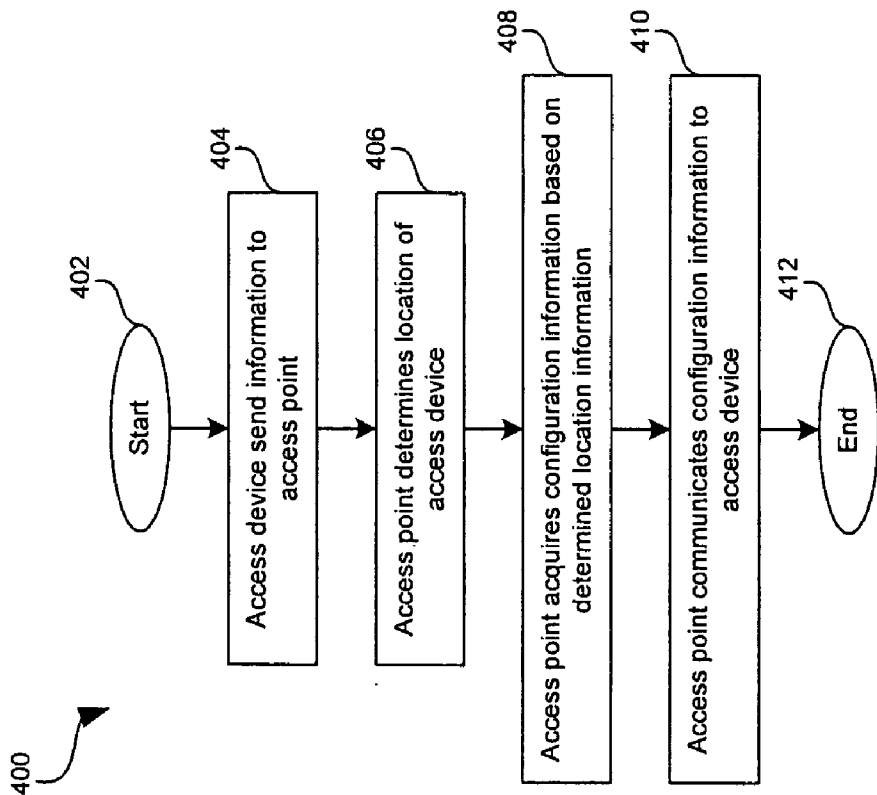 400
402
Start
404
Access device send information to
access point
406
Access point determines location of
access device
408
Access point acquires configuration information based on
determined location information
410
Access point communicates configuration information to
access device
412
End